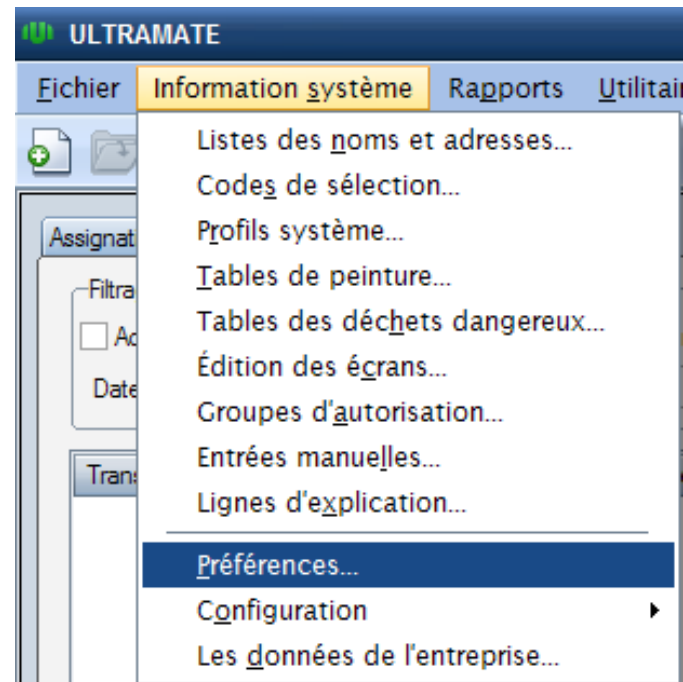 ULTRAMATE
Fichier Information système Rapports
Listes des noms et adresses...
Codes de sélection...
Profils système...
Tables de peinture...
Tables des déchets dangereux...
Édition des écrans...
Groupes d'autorisation...
Entrées manuelles...
Lignes d'explication...
Préférences...
Configuration
Les données de l'entreprise...
Date